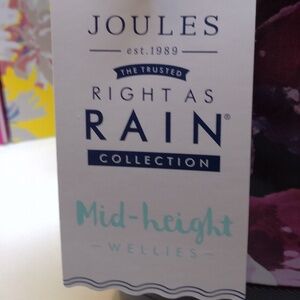 JOULES
est.1989
THE TRUSTED
RIGHT AS
RAIN®
COLLECTION
Mid-height
- WELLIES -